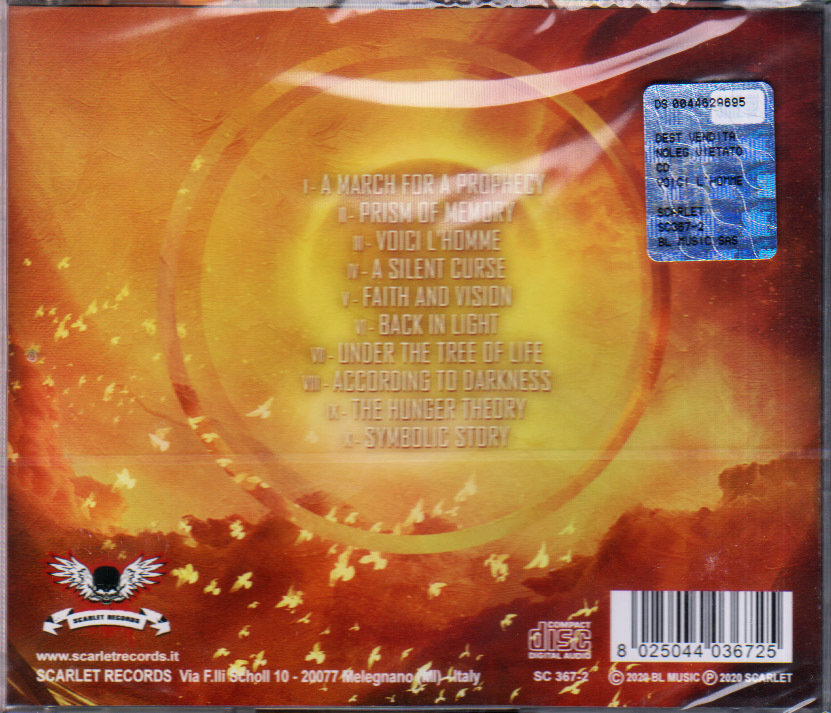 DS 0044629695
DEST VENDITA
NOLEG VIETATO
CD
VOICI L'HOMME
SCARLET
SC367-2
BL MUSIC SAS
I - A MARCH FOR A PROPHECY
II - PRISM OF MEMORY
III - VOICI L'HOMME
IV - A SILENT CURSE
V - FAITH AND VISION
VI - BACK IN LIGHT
VII - UNDER THE TREE OF LIFE
VIII - ACCORDING TO DARKNESS
IX - THE HUNGER THEORY
X - SYMBOLIC STORY
SCARLET RECORDS
www.scarletrecords.it
SCARLET RECORDS Via F.lli Scholl 10 - 20077 Melegnano (MI) - Italy
COMPACT
disc
DIGITAL AUDIO
SC 367-2
8 025044 036725
© 2020 BL MUSIC ℗ 2020 SCARLET